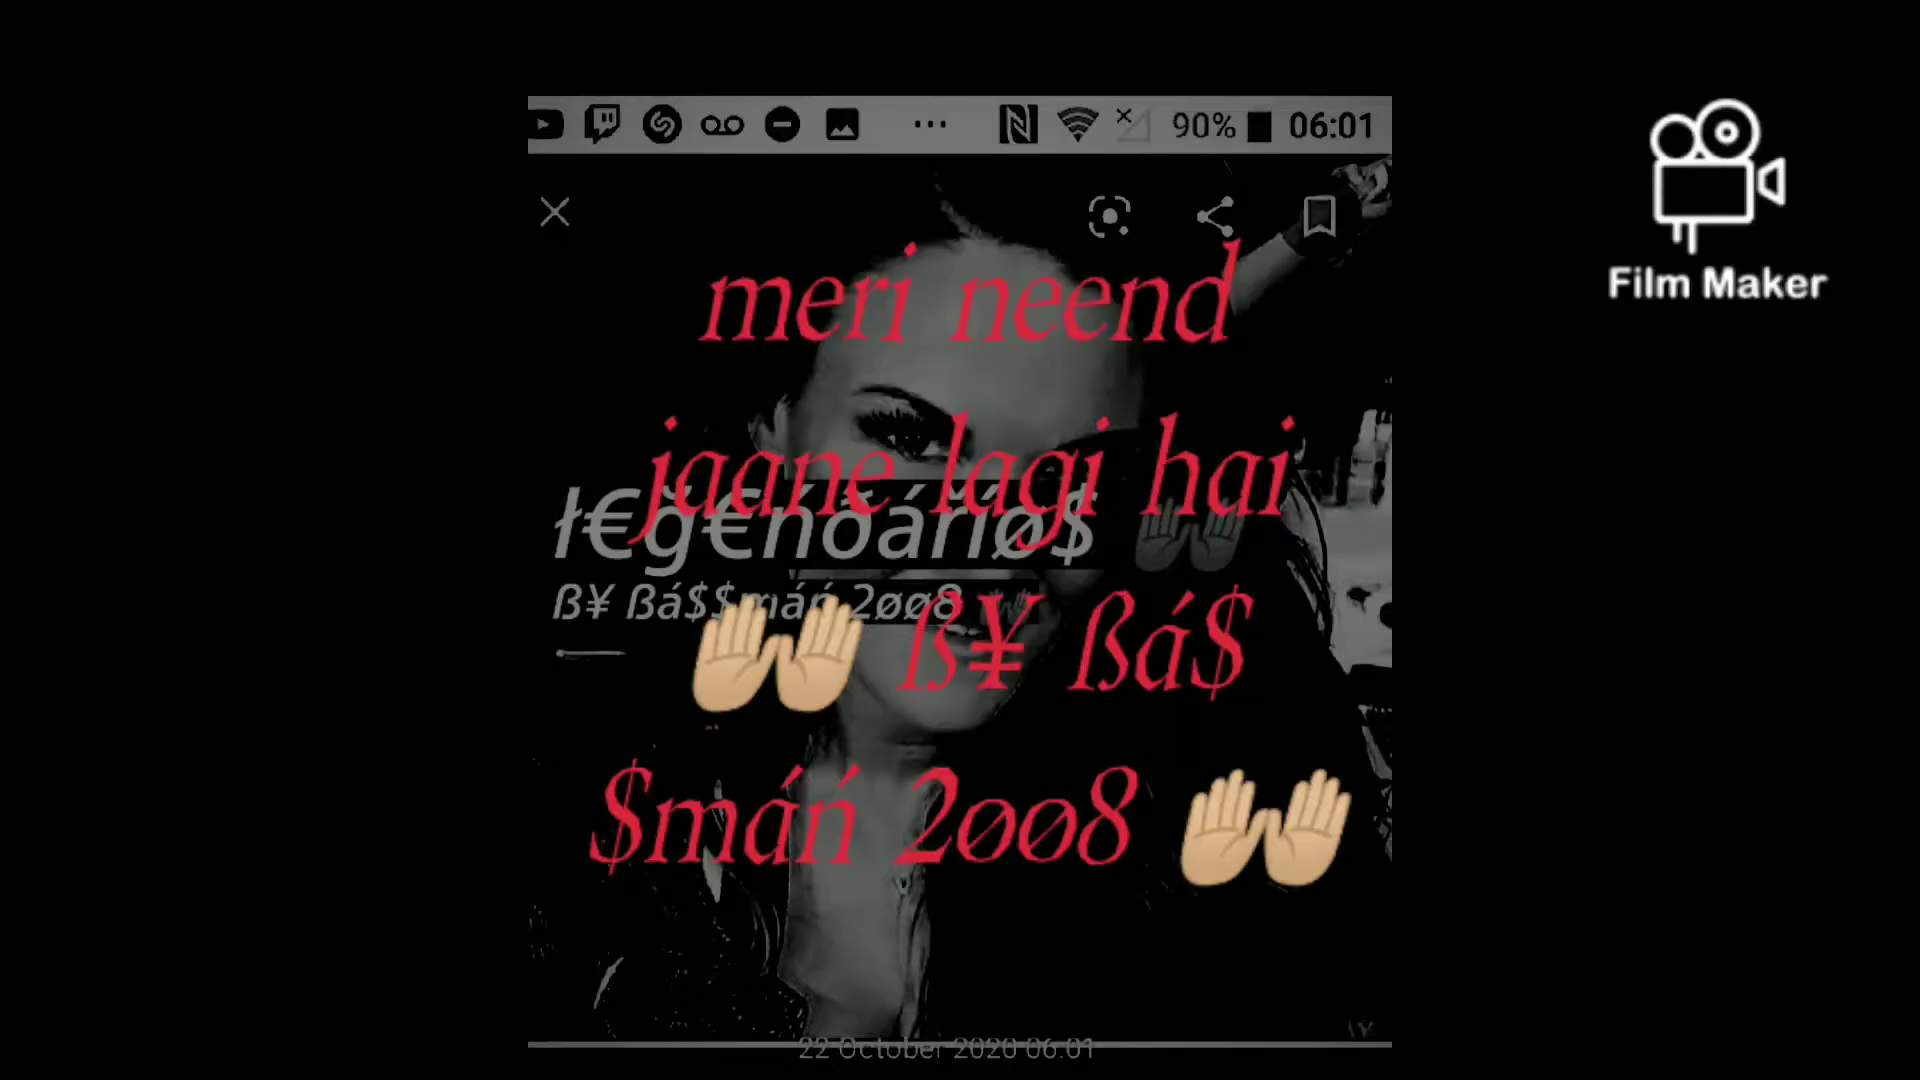 90% 06:01
Film Maker
meri neend
jaane lagi hai
ł€ğ€ńðáříø$ 🙌
🙌🏼 ß¥ ßá$
ß¥ ßá$$máń 2øø8 🙌
$máń 2øø8 🙌🏼
22 October 2020 06:01